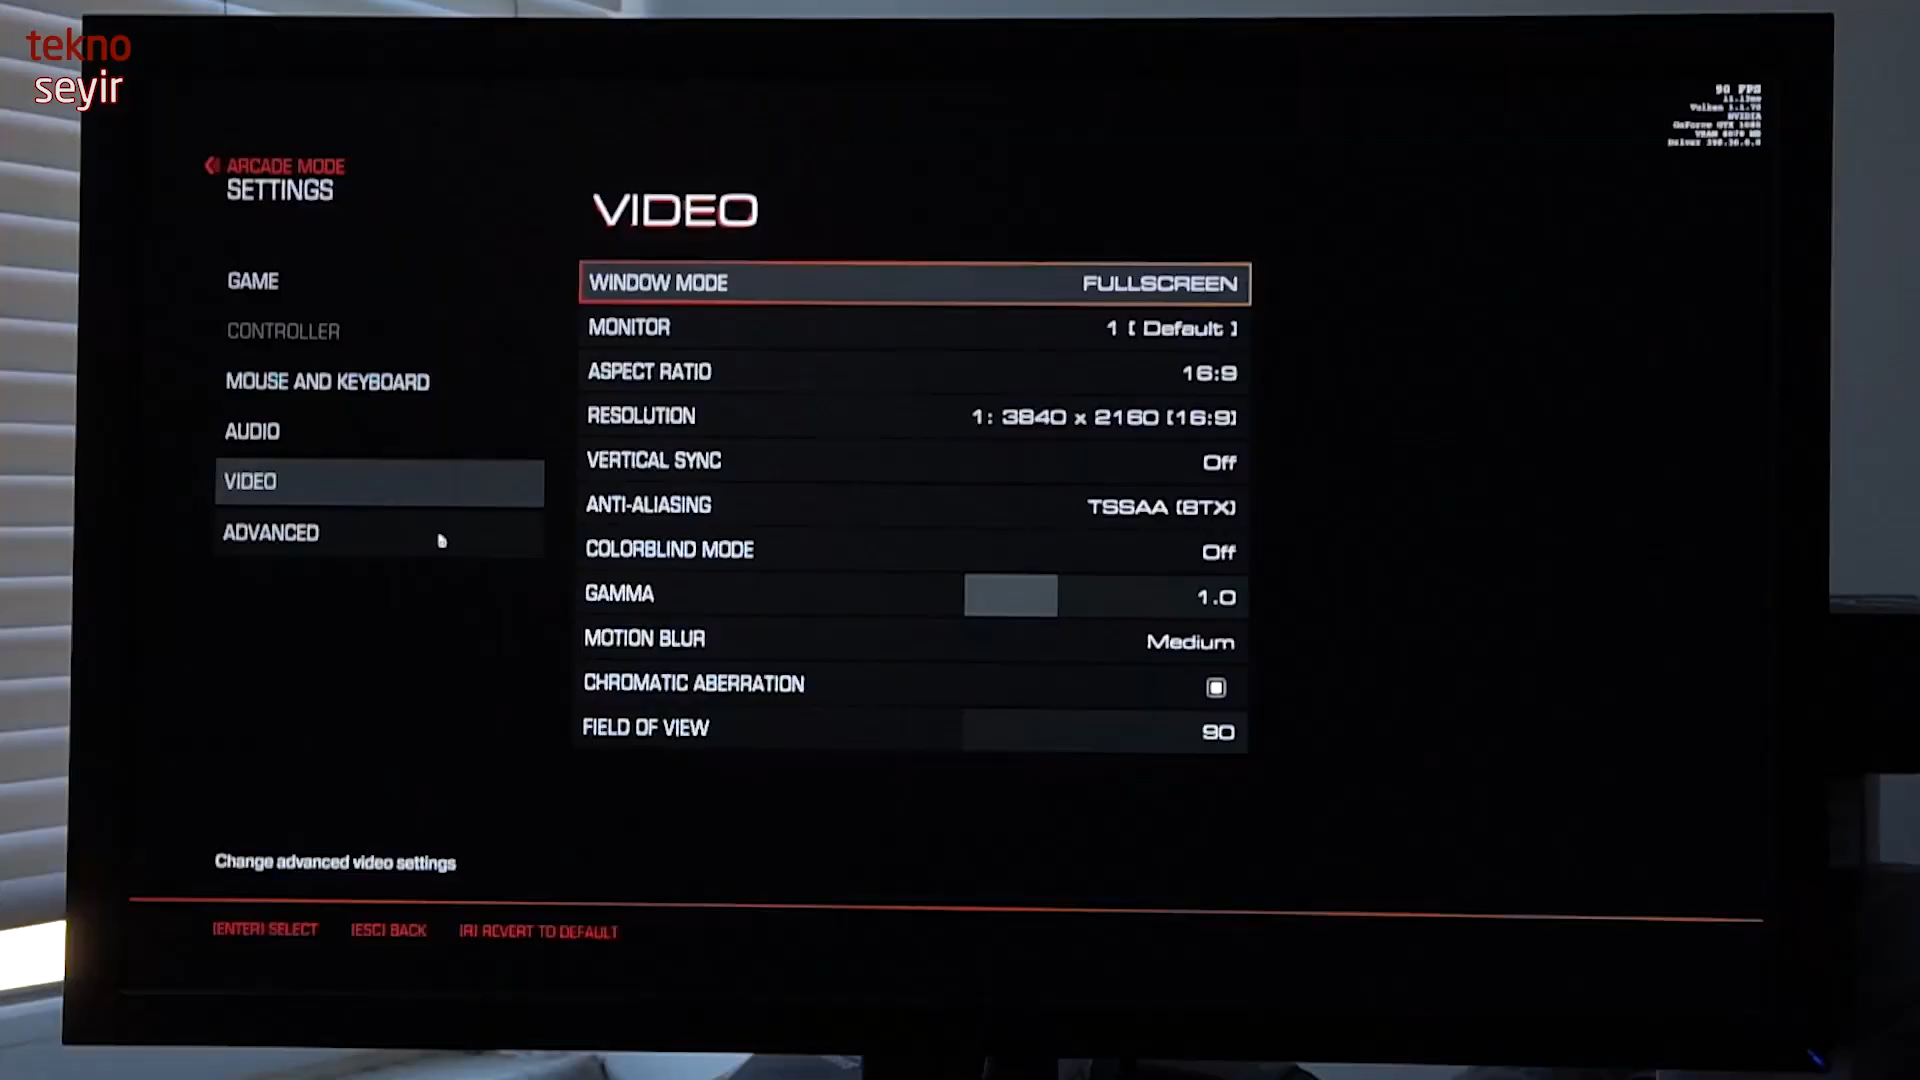 tekno
seyir
90 FPS
NVIDIA
ARCADE MODE
SETTINGS
GAME
CONTROLLER
MOUSE AND KEYBOARD
AUDIO
VIDEO
ADVANCED
VIDEO
WINDOW MODE FULLSCREEN
MONITOR 1 [ Default ]
ASPECT RATIO 16:9
RESOLUTION 1: 3840 x 2160 [16:9]
VERTICAL SYNC Off
ANTI-ALIASING TSSAA (8TX)
COLORBLIND MODE Off
GAMMA 1.0
MOTION BLUR Medium
CHROMATIC ABERRATION
FIELD OF VIEW 90
Change advanced video settings
[ENTER] SELECT [ESC] BACK [R] REVERT TO DEFAULT